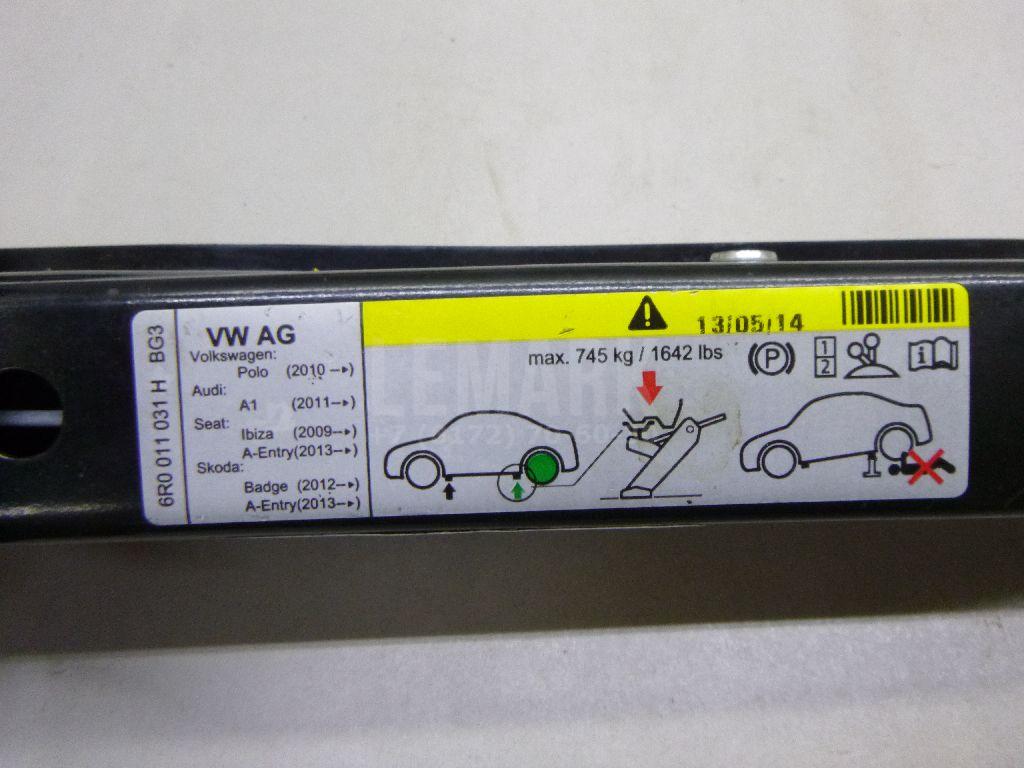 6R0 011 031 H BG3
VW AG
Volkswagen:
Polo (2010-->)
Audi:
A1 (2011-->)
Seat:
Ibiza (2009-->)
A-Entry(2013-->)
Skoda:
Badge (2012-->)
A-Entry(2013-->)
13/05/14
max. 745 kg / 1642 lbs
P
1
2
i